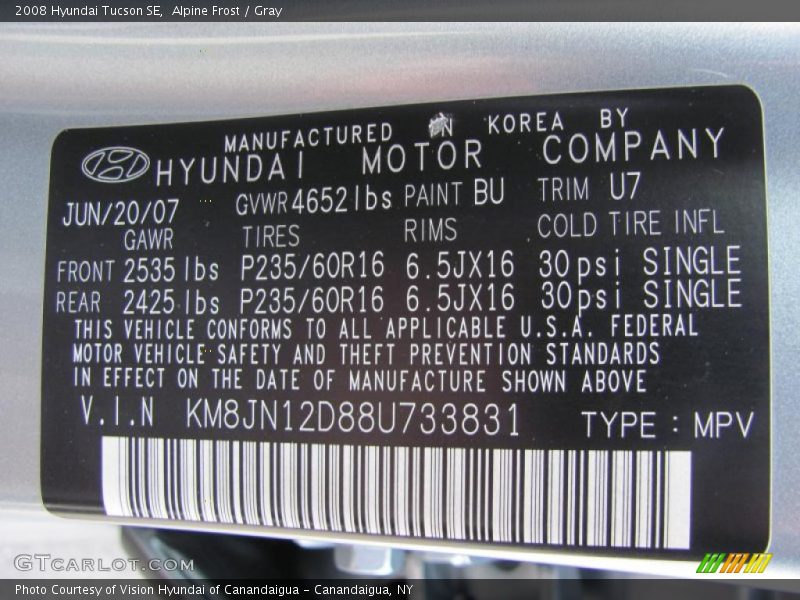 2008 Hyundai Tucson SE,  Alpine Frost / Gray
MANUFACTURED IN KOREA BY
HYUNDAI MOTOR COMPANY
JUN/20/07 GVWR 4652 lbs PAINT BU TRIM U7
GAWR TIRES RIMS COLD TIRE INFL
FRONT 2535 lbs P235/60R16 6.5JX16 30 psi SINGLE
REAR 2425 lbs P235/60R16 6.5JX16 30 psi SINGLE
THIS VEHICLE CONFORMS TO ALL APPLICABLE U.S.A. FEDERAL
MOTOR VEHICLE SAFETY AND THEFT PREVENTION STANDARDS
IN EFFECT ON THE DATE OF MANUFACTURE SHOWN ABOVE
V.I.N KM8JN12D88U733831 TYPE : MPV
GTcarlot.com
Photo Courtesy of Vision Hyundai of Canandaigua - Canandaigua, NY